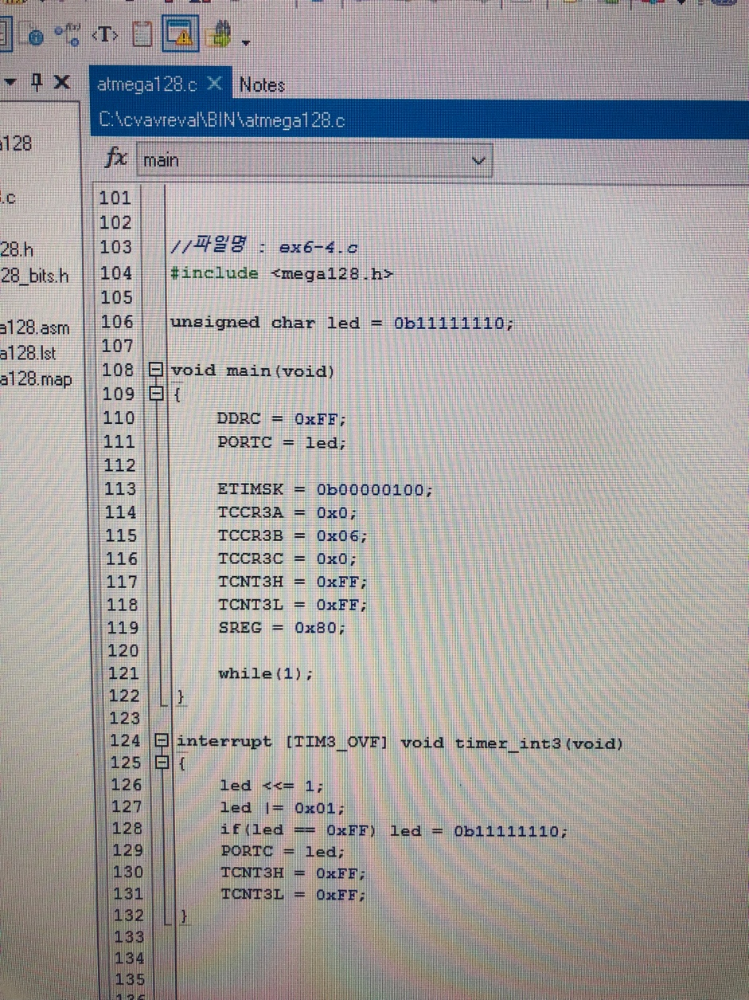 <T>
atmega128.c
Notes
C:\cvavreval\BIN\atmega128.c
fx
main
a128
.c
28.h
28_bits.h
a128.asm
a128.lst
a128.map
101
102
103 //파일명 : ex6-4.c
104 #include <mega128.h>
105
106 unsigned char led = 0b11111110;
107
108 void main(void)
109 {
110 DDRC = 0xFF;
111 PORTC = led;
112
113 ETIMSK = 0b00000100;
114 TCCR3A = 0x0;
115 TCCR3B = 0x06;
116 TCCR3C = 0x0;
117 TCNT3H = 0xFF;
118 TCNT3L = 0xFF;
119 SREG = 0x80;
120
121 while(1);
122 }
123
124 interrupt [TIM3_OVF] void timer_int3(void)
125 {
126 led <<= 1;
127 led |= 0x01;
128 if(led == 0xFF) led = 0b11111110;
129 PORTC = led;
130 TCNT3H = 0xFF;
131 TCNT3L = 0xFF;
132 }
133
134
135
136